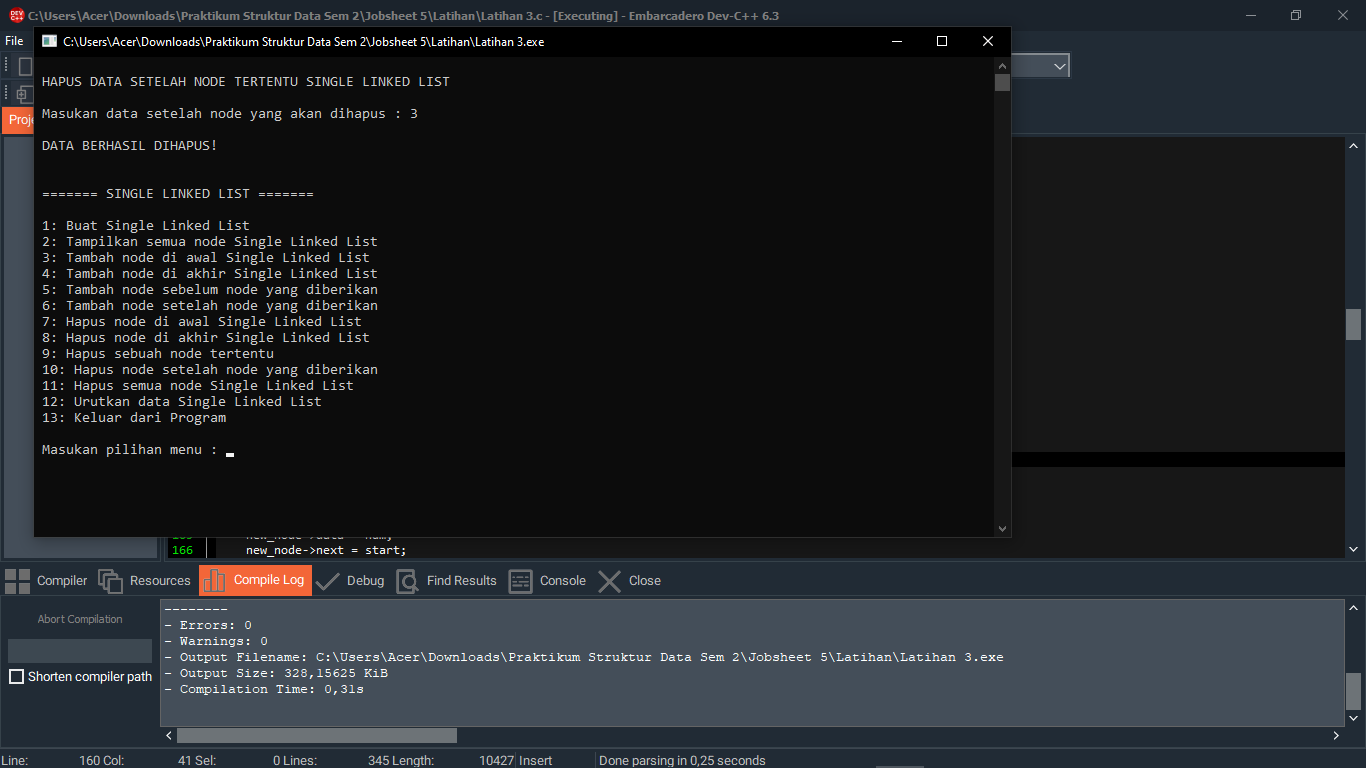 C:\Users\Acer\Downloads\Praktikum Struktur Data Sem 2\Jobsheet 5\Latihan\Latihan 3.c - [Executing] - Embarcadero Dev-C++ 6.3
File
C:\Users\Acer\Downloads\Praktikum Struktur Data Sem 2\Jobsheet 5\Latihan\Latihan 3.exe
HAPUS DATA SETELAH NODE TERTENTU SINGLE LINKED LIST
Masukan data setelah node yang akan dihapus : 3
DATA BERHASIL DIHAPUS!
======= SINGLE LINKED LIST =======
1: Buat Single Linked List
2: Tampilkan semua node Single Linked List
3: Tambah node di awal Single Linked List
4: Tambah node di akhir Single Linked List
5: Tambah node sebelum node yang diberikan
6: Tambah node setelah node yang diberikan
7: Hapus node di awal Single Linked List
8: Hapus node di akhir Single Linked List
9: Hapus sebuah node tertentu
10: Hapus node setelah node yang diberikan
11: Hapus semua node Single Linked List
12: Urutkan data Single Linked List
13: Keluar dari Program
Masukan pilihan menu :
166 new_node->next = start;
Compiler Resources Compile Log Debug Find Results Console Close
Abort Compilation
Shorten compiler path
--------
- Errors: 0
- Warnings: 0
- Output Filename: C:\Users\Acer\Downloads\Praktikum Struktur Data Sem 2\Jobsheet 5\Latihan\Latihan 3.exe
- Output Size: 328,15625 KiB
- Compilation Time: 0,31s
Line: 160 Col: 41 Sel: 0 Lines: 345 Length: 10427 Insert Done parsing in 0,25 seconds